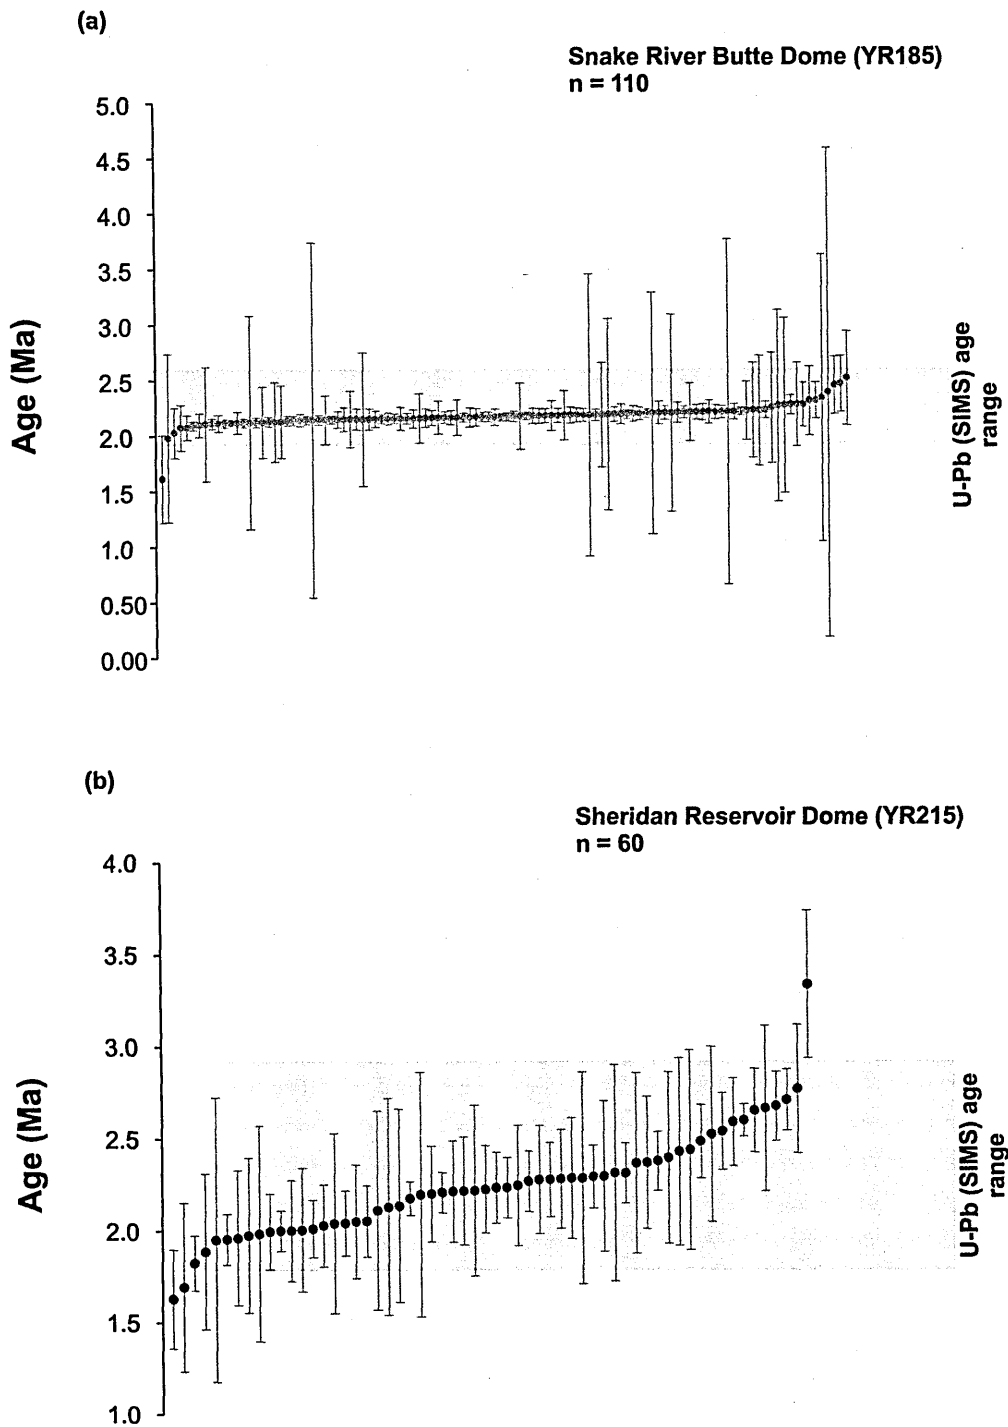 (a)
Snake River Butte Dome (YR185)
n = 110
5.0
4.5
4.0
3.5
3.0
2.5
2.0
1.5
1.0
0.50
0.00
Age (Ma)
U-Pb (SIMS) age
range
(b)
Sheridan Reservoir Dome (YR215)
n = 60
4.0
3.5
3.0
2.5
2.0
1.5
1.0
Age (Ma)
U-Pb (SIMS) age
range